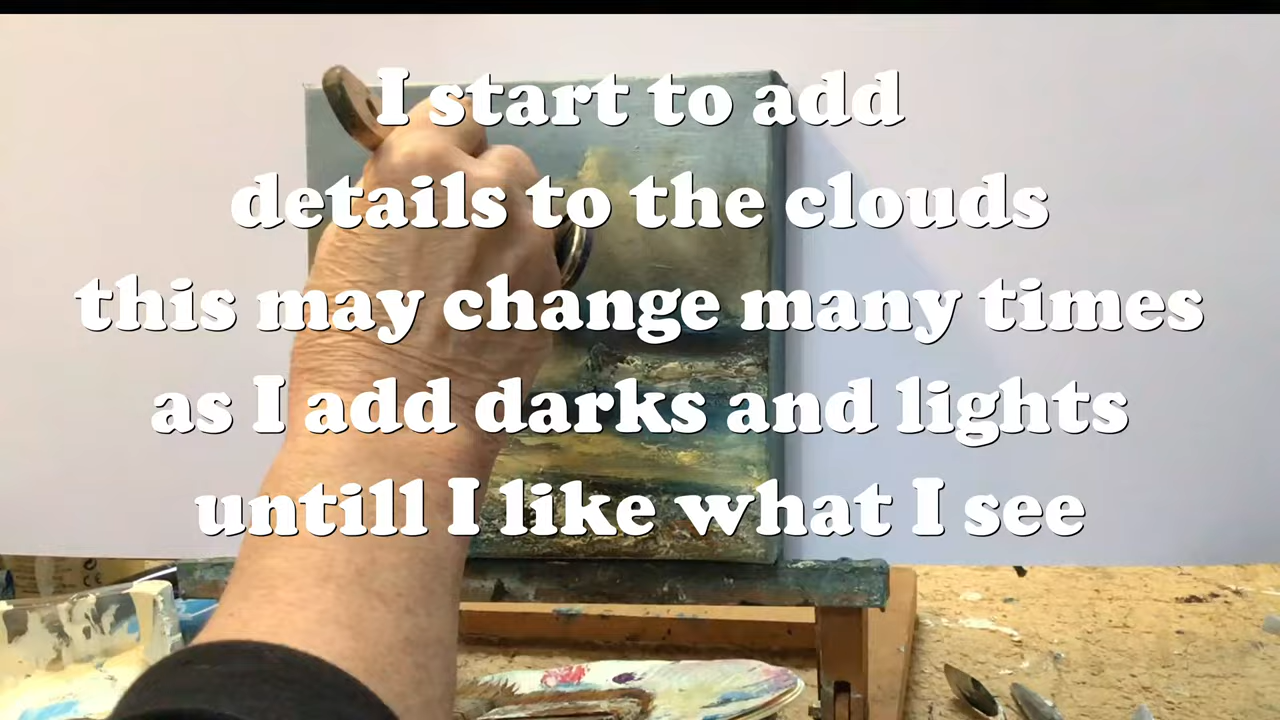 I start to add
details to the clouds
this may change many times
as I add darks and lights
untill I like what I see